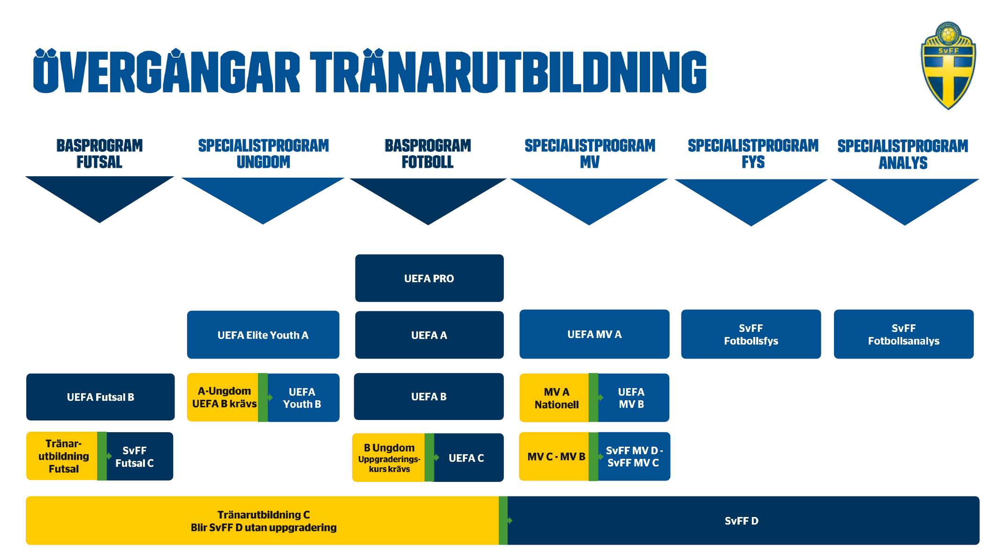 ÖVERGÅNGAR TRÄNARUTBILDNING
SvFF
BASPROGRAM
FUTSAL
SPECIALISTPROGRAM
UNGDOM
BASPROGRAM
FOTBOLL
SPECIALISTPROGRAM
MV
SPECIALISTPROGRAM
FYS
SPECIALISTPROGRAM
ANALYS
UEFA PRO
UEFA Elite Youth A
UEFA A
UEFA MV A
SvFF
Fotbollsfys
SvFF
Fotbollsanalys
UEFA Futsal B
A-Ungdom
UEFA B krävs
UEFA
Youth B
UEFA B
MV A
Nationell
UEFA
MV B
Tränar-
utbildning
Futsal
SvFF
Futsal C
B Ungdom
Uppgraderings-
kurs krävs
UEFA C
MV C - MV B
SvFF MV D -
SvFF MV C
Tränarutbildning C
Blir SvFF D utan uppgradering
SvFF D